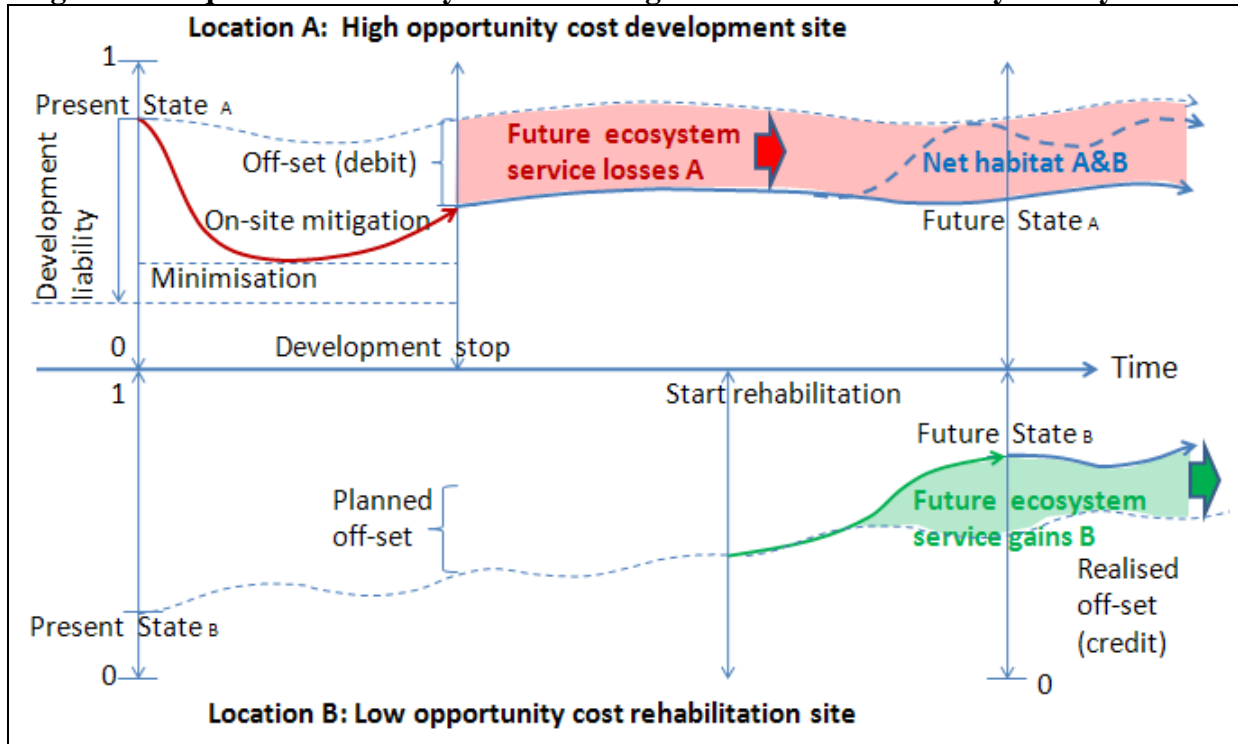 Location A: High opportunity cost development site
1
Present State A
Development
liability
Off-set (debit)
Future ecosystem
service losses A
Net habitat A&B
On-site mitigation
Future State A
Minimisation
0
Development stop
Time
1
Start rehabilitation
Future State B
Planned
off-set
Future ecosystem
service gains B
Realised
off-set
(credit)
Present State B
0
0
Location B: Low opportunity cost rehabilitation site